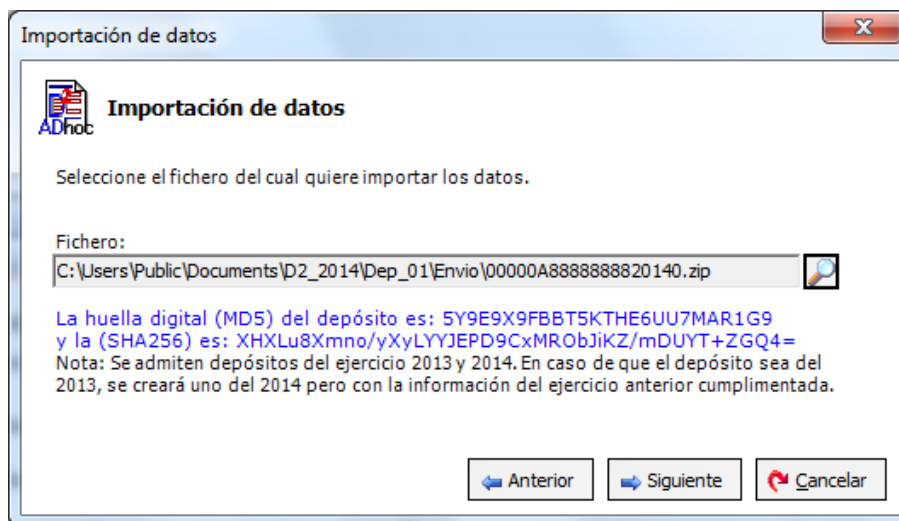 Importación de datos
ADhoc
Importación de datos
Seleccione el fichero del cual quiere importar los datos.
Fichero:
C:\Users\Public\Documents\D2_2014\Dep_01\Envio\00000A8888888820140.zip
La huella digital (MD5) del depósito es: 5Y9E9X9FBBT5KTHE6UU7MAR1G9
y la (SHA256) es: XHXLu8Xmno/yXyLYYJEPD9CxMRObJiKZ/mDUYT+ZGQ4=
Nota: Se admiten depósitos del ejercicio 2013 y 2014. En caso de que el depósito sea del
2013, se creará uno del 2014 pero con la información del ejercicio anterior cumplimentada.
Anterior
Siguiente
Cancelar